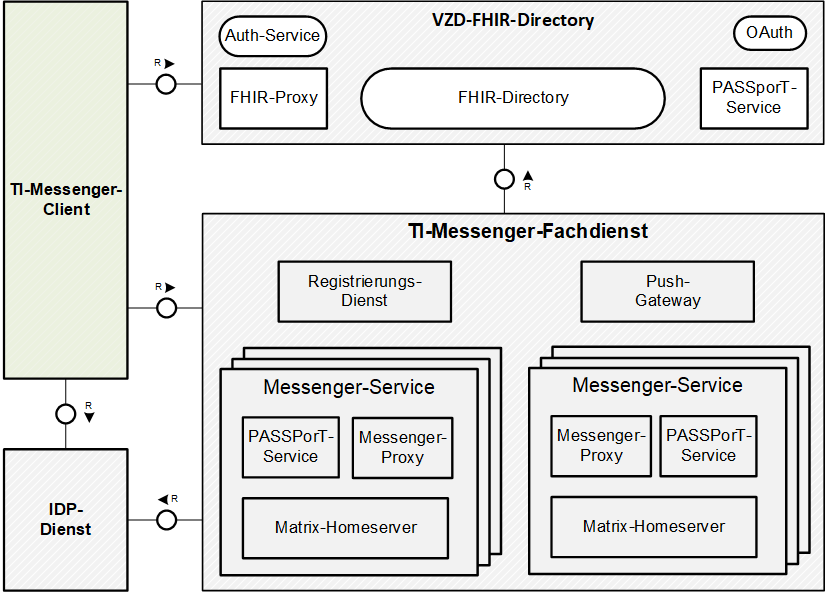 VZD-FHIR-Directory
Auth-Service
OAuth
R
FHIR-Proxy
FHIR-Directory
PASSporT-
Service
TI-Messenger-
Client
R
TI-Messenger-Fachdienst
R
Registrierungs-
Dienst
Push-
Gateway
Messenger-Service
Messenger-Service
R
PASSPorT-
Service
Messenger-
Proxy
Messenger-
Proxy
PASSPorT-
Service
IDP-
Dienst
R
Matrix-Homeserver
Matrix-Homeserver